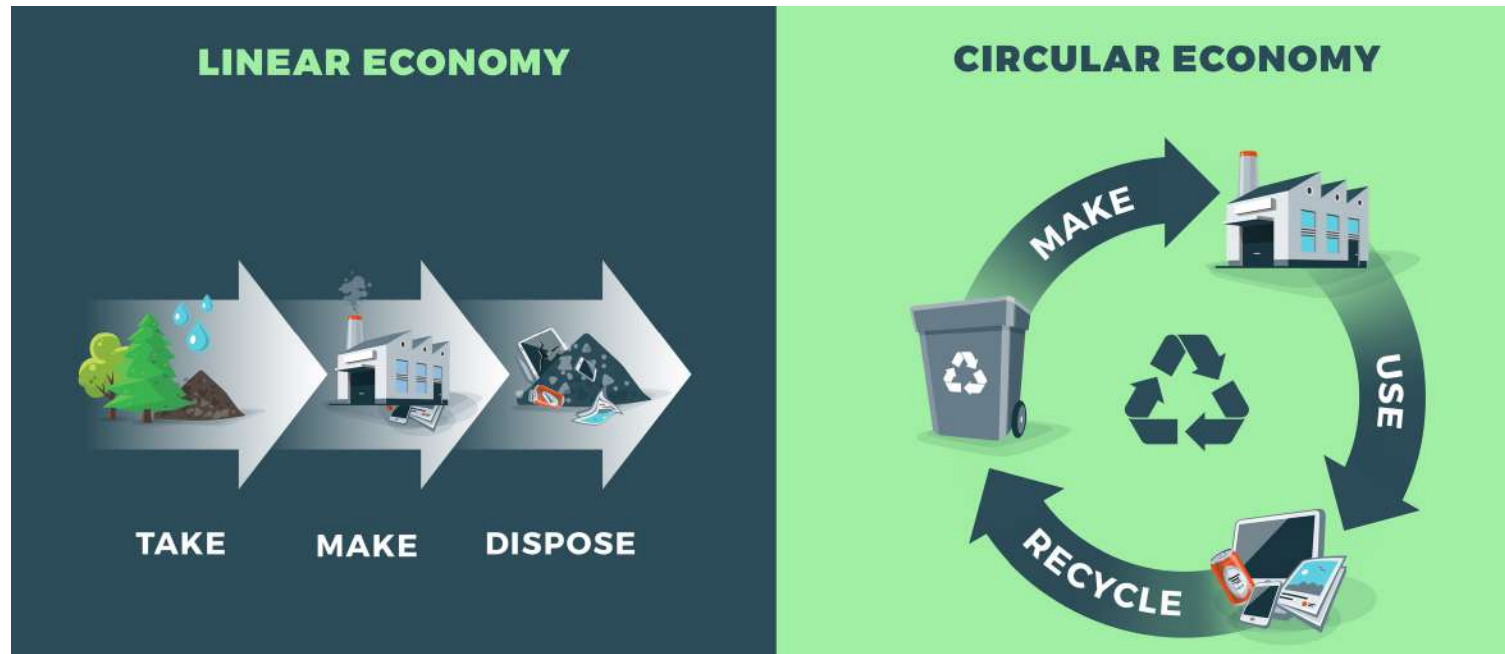 LINEAR ECONOMY
TAKE
MAKE
DISPOSE
CIRCULAR ECONOMY
MAKE
USE
RECYCLE